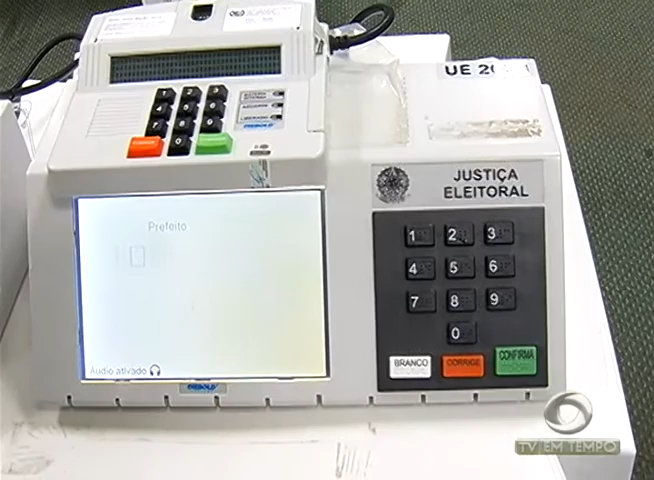 UE 20
DIEBOLD
JUSTIÇA
ELEITORAL
Prefeito
1 2 3
4 5 6
7 8 9
0
BRANCO CORRIGE CONFIRMA
Áudio ativado
DIEBOLD
TV EM TEMPO